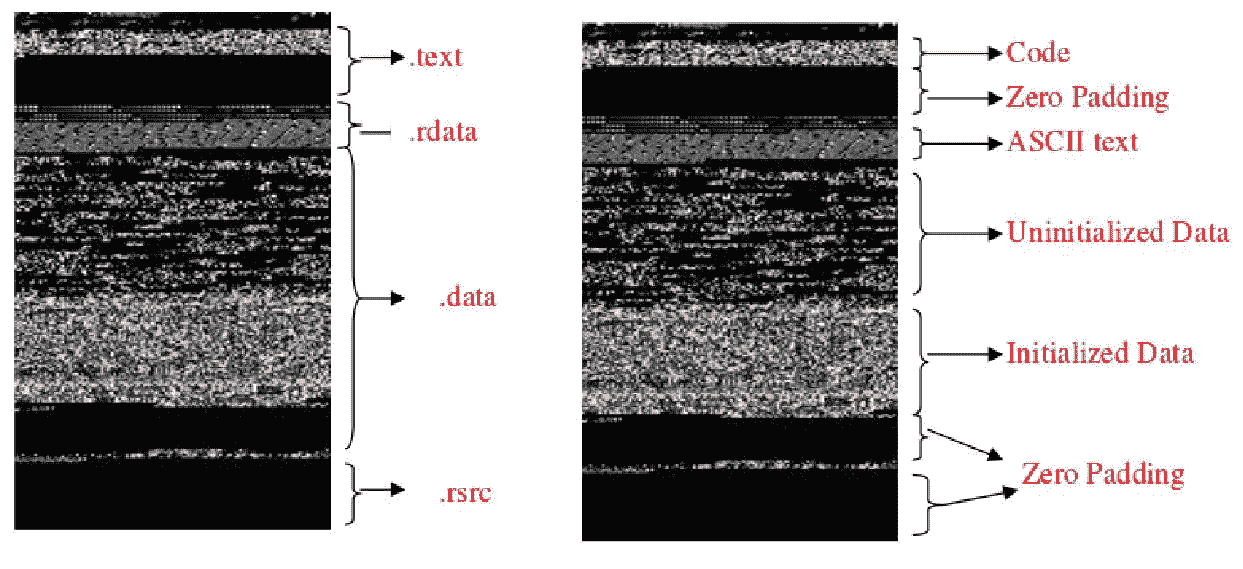 .text
.rdata
.data
.rsrc
Code
Zero Padding
ASCII text
Uninitialized Data
Initialized Data
Zero Padding